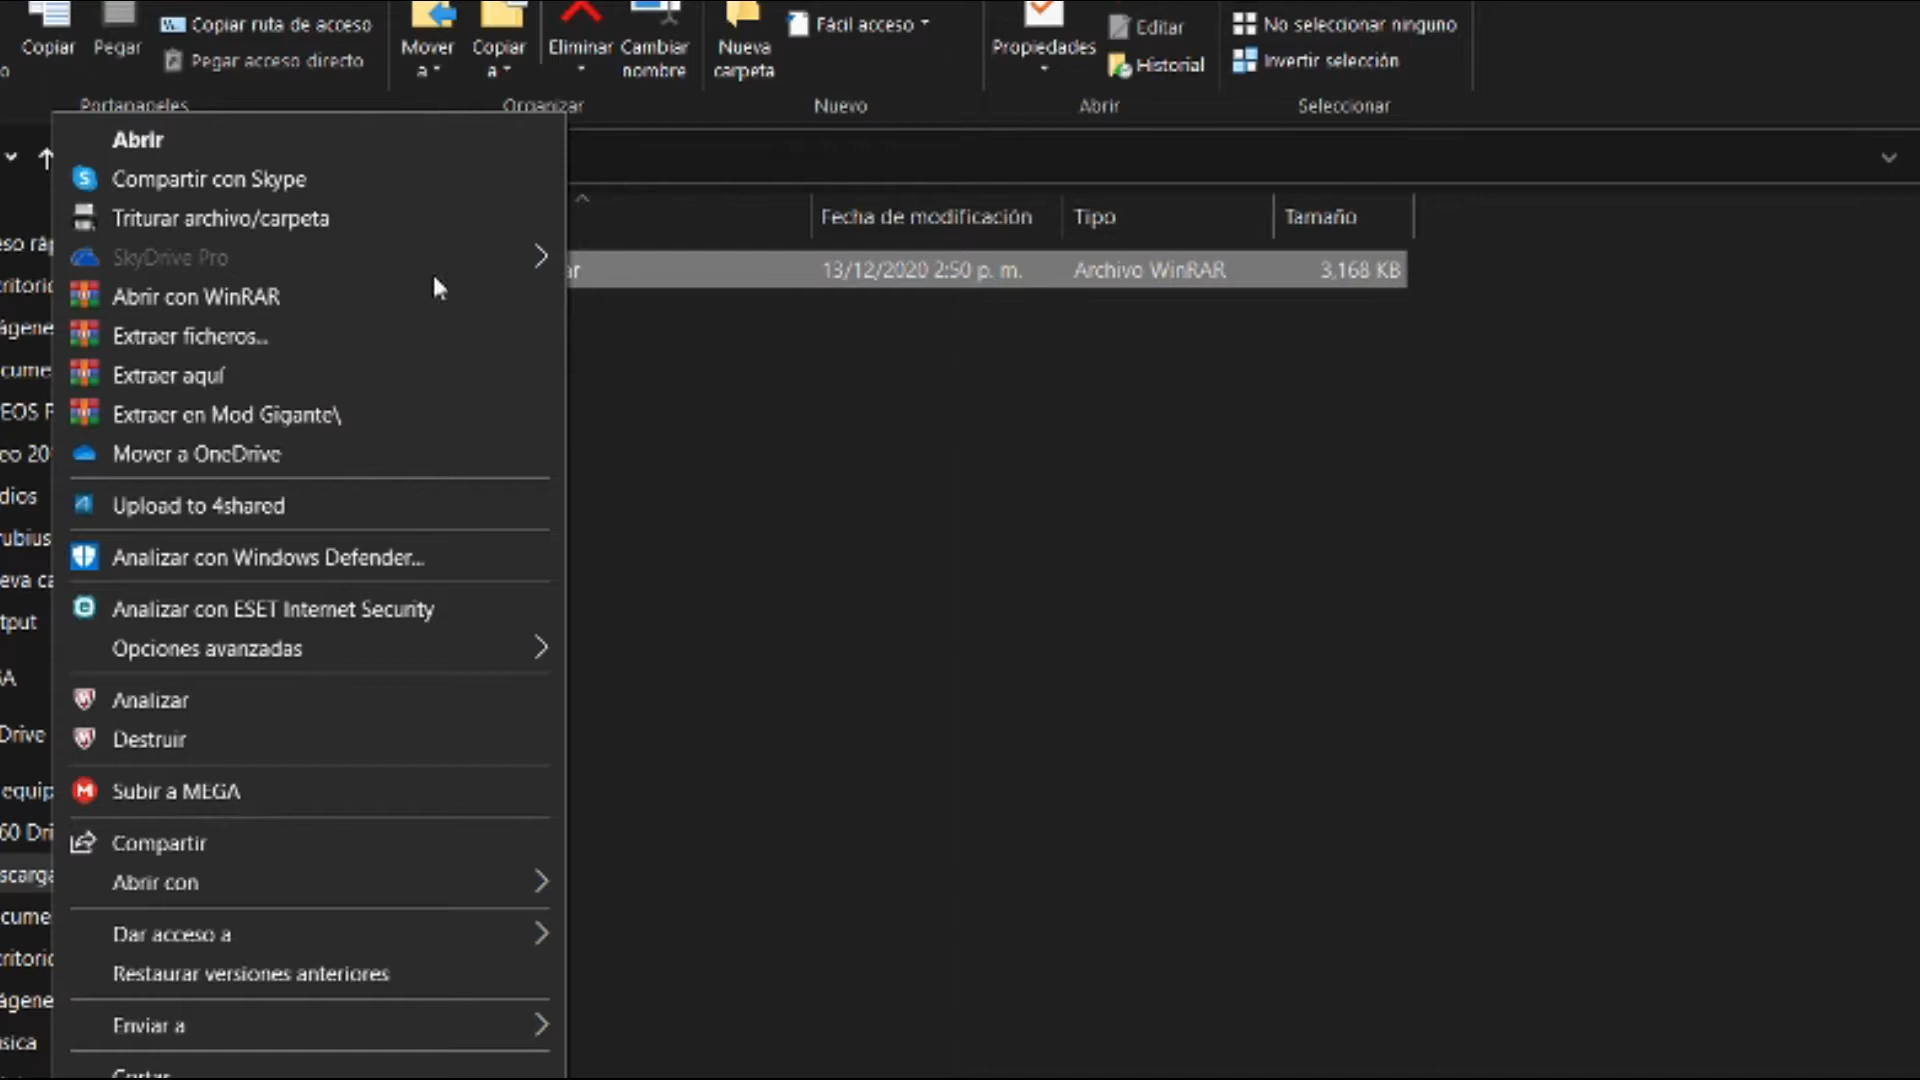 Copiar
Pegar
Copiar ruta de acceso
Pegar acceso directo
Mover a
Copiar a
Eliminar
Cambiar nombre
Nueva carpeta
Fácil acceso
Propiedades
Editar
Historial
No seleccionar ninguno
Invertir selección
Portapapeles
Organizar
Nuevo
Abrir
Seleccionar
Abrir
Compartir con Skype
Triturar archivo/carpeta
SkyDrive Pro
Abrir con WinRAR
Extraer ficheros...
Extraer aquí
Extraer en Mod Gigante\
Mover a OneDrive
Upload to 4shared
Analizar con Windows Defender...
Analizar con ESET Internet Security
Opciones avanzadas
Analizar
Destruir
Subir a MEGA
Compartir
Abrir con
Dar acceso a
Restaurar versiones anteriores
Enviar a
Fecha de modificación
Tipo
Tamaño
ar
13/12/2020 2:50 p. m.
Archivo WinRAR
3,168 KB